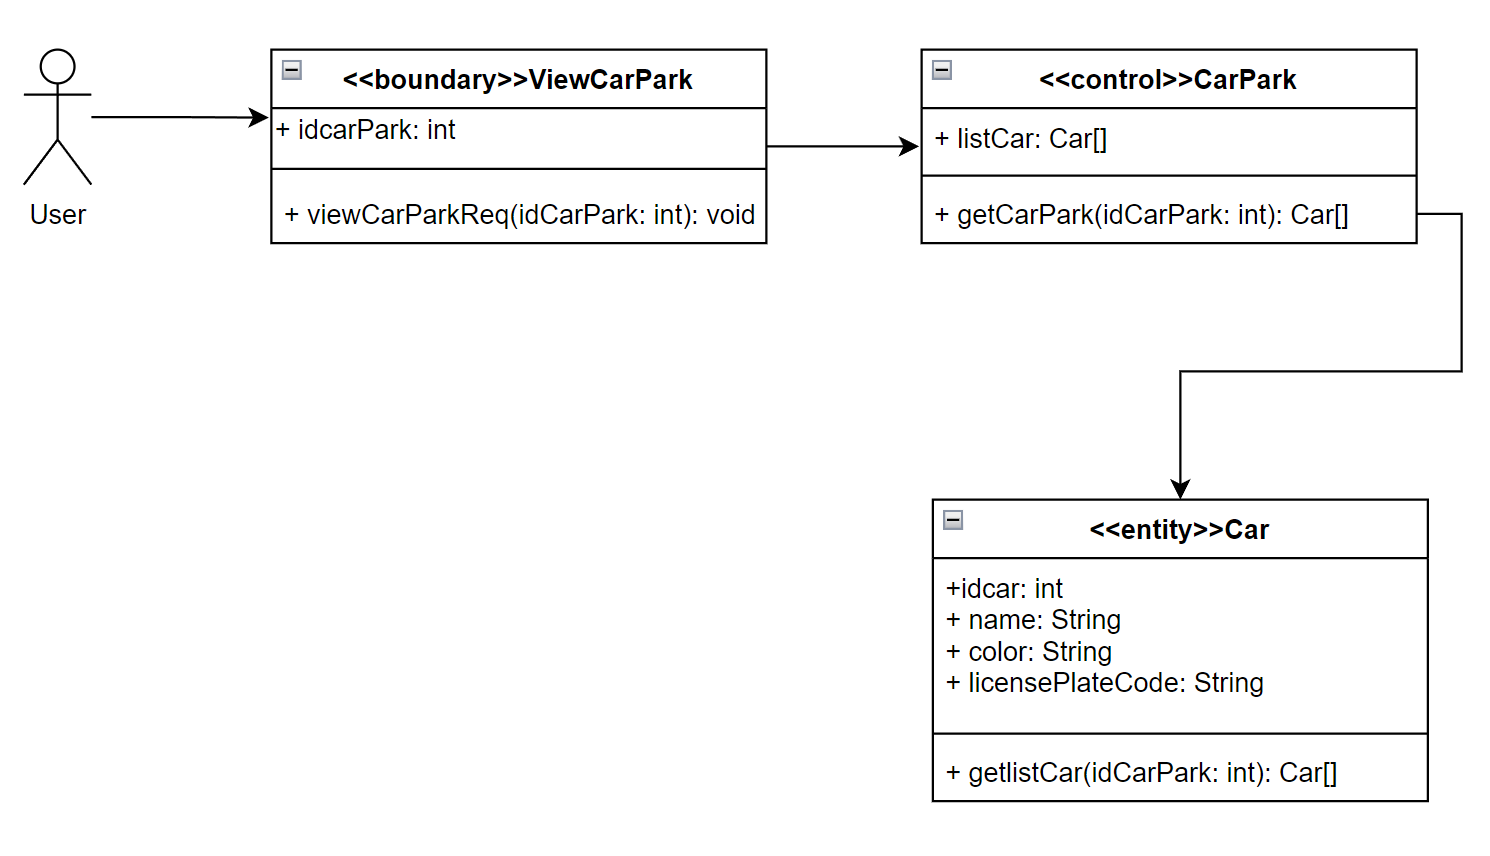 User
<<boundary>>ViewCarPark
+ idcarPark: int
+ viewCarParkReq(idCarPark: int): void
<<control>>CarPark
+ listCar: Car[]
+ getCarPark(idCarPark: int): Car[]
<<entity>>Car
+idcar: int
+ name: String
+ color: String
+ licensePlateCode: String
+ getlistCar(idCarPark: int): Car[]